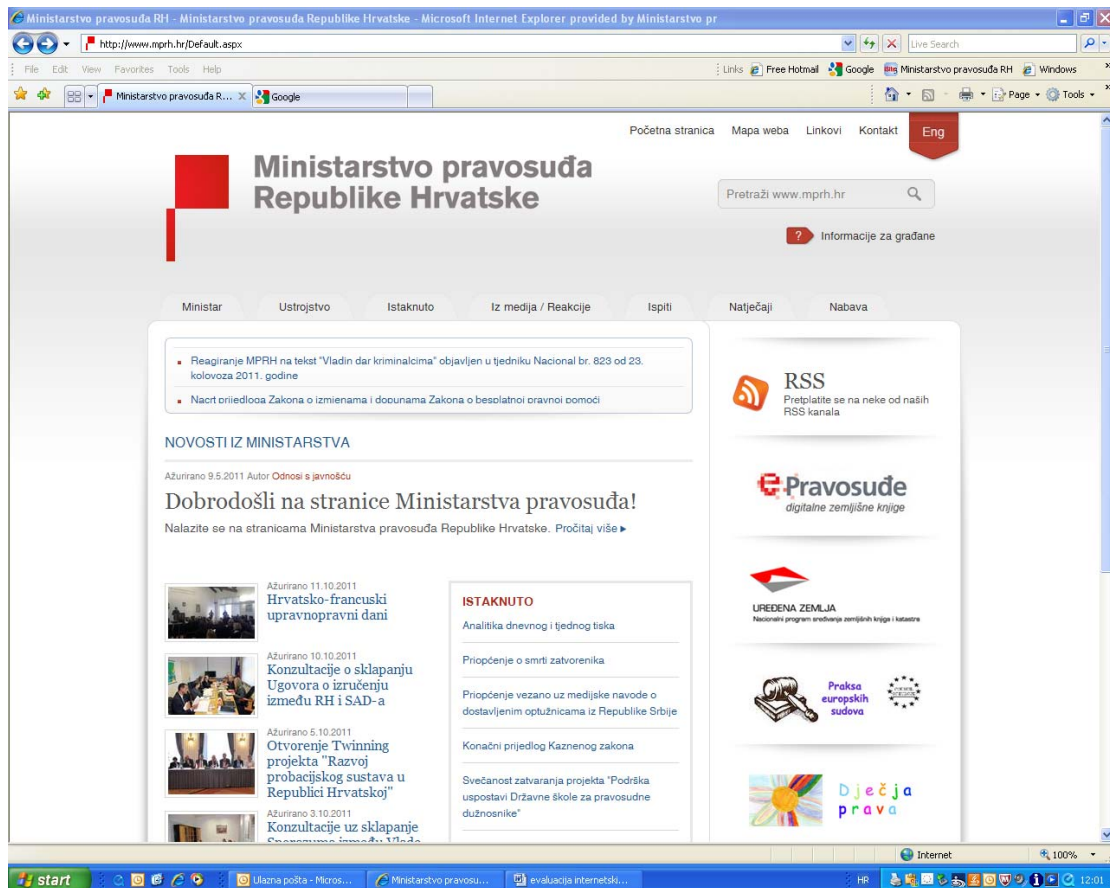 Ministarstvo pravosuđa RH - Ministarstvo pravosuđa Republike Hrvatske - Microsoft Internet Explorer provided by Ministarstvo pr
http://www.mprh.hr/Default.aspx
Live Search
File Edit View Favorites Tools Help
Links Free Hotmail Google Ministarstvo pravosuđa RH Windows
Ministarstvo pravosuđa R... Google
Page Tools
Početna stranica Mapa weba Linkovi Kontakt Eng
Ministarstvo pravosuđa
Republike Hrvatske
Pretraži www.mprh.hr
? Informacije za građane
Ministar Ustrojstvo Istaknuto Iz medija / Reakcije Ispiti Natječaji Nabava
Reagiranje MPRH na tekst "Vladin dar kriminalcima" objavljen u tjedniku Nacional br. 823 od 23.
kolovoza 2011. godine
Nacrt prijedloga Zakona o izmjenama i dopunama Zakona o besplatnoj pravnoj pomoći
NOVOSTI IZ MINISTARSTVA
Ažurirano 9.5.2011 Autor Odnosi s javnošću
Dobrodošli na stranice Ministarstva pravosuđa!
Nalazite se na stranicama Ministarstva pravosuđa Republike Hrvatske. Pročitaj više
Ažurirano 11.10.2011
Hrvatsko-francuski
upravnopravni dani
Ažurirano 10.10.2011
Konzultacije o sklapanju
Ugovora o izručenju
između RH i SAD-a
Ažurirano 5.10.2011
Otvorenje Twinning
projekta "Razvoj
probacijskog sustava u
Republici Hrvatskoj"
Ažurirano 3.10.2011
Konzultacije uz sklapanje
Sporazuma između Vlade
ISTAKNUTO
Analitika dnevnog i tjednog tiska
Priopćenje o smrti zatvorenika
Priopćenje vezano uz medijske navode o
dostavljenim optužnicama iz Republike Srbije
Konačni prijedlog Kaznenog zakona
Svečanost zatvaranja projekta "Podrška
uspostavi Državne škole za pravosudne
dužnosnike"
RSS
Pretplatite se na neke od naših
RSS kanala
e-Pravosuđe
digitalne zemljišne knjige
UREĐENA ZEMLJA
Nacionalni program sređivanja zemljišnih knjiga i katastra
Praksa
europskih
sudova
Dječja
prava
Internet 100%
start Ulazna pošta - Micros... Ministarstvo pravosu... evaluacija internetski... HR 12:01